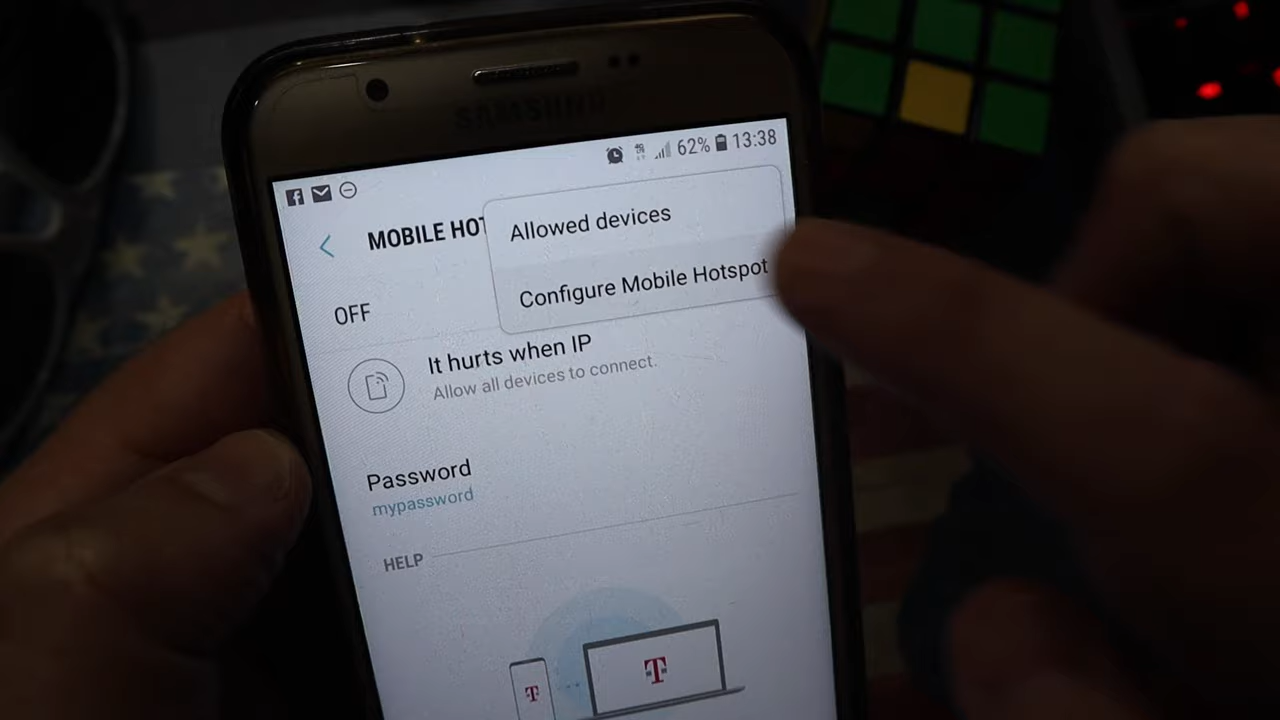 SAMSUNG
62% 13:38
MOBILE HOT
Allowed devices
Configure Mobile Hotspot
OFF
It hurts when IP
Allow all devices to connect.
Password
mypassword
HELP
T
T